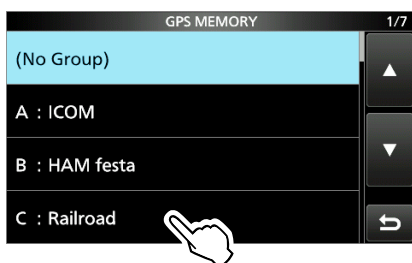 GPS MEMORY 1/7
(No Group)
A : ICOM
B : HAM festa
C : Railroad